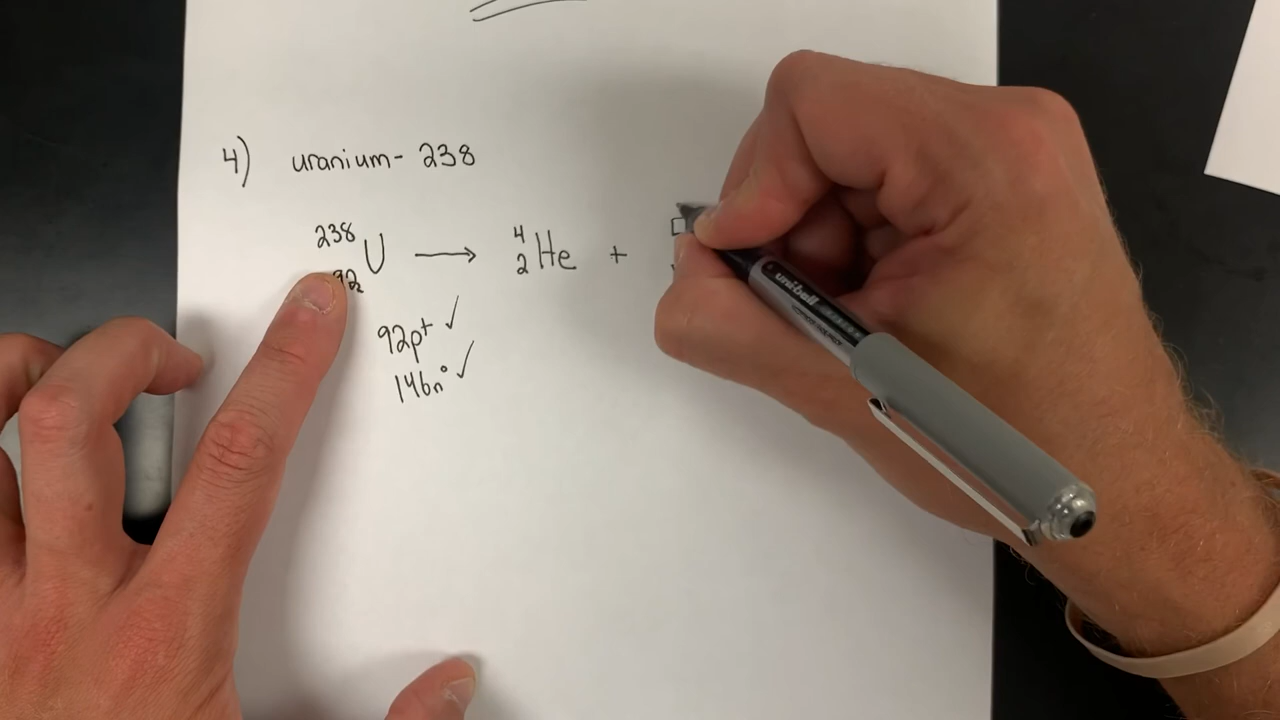 4) uranium- 238
238 92 U → 4 2 He + □
92p+ ✓
146n° ✓
uniball